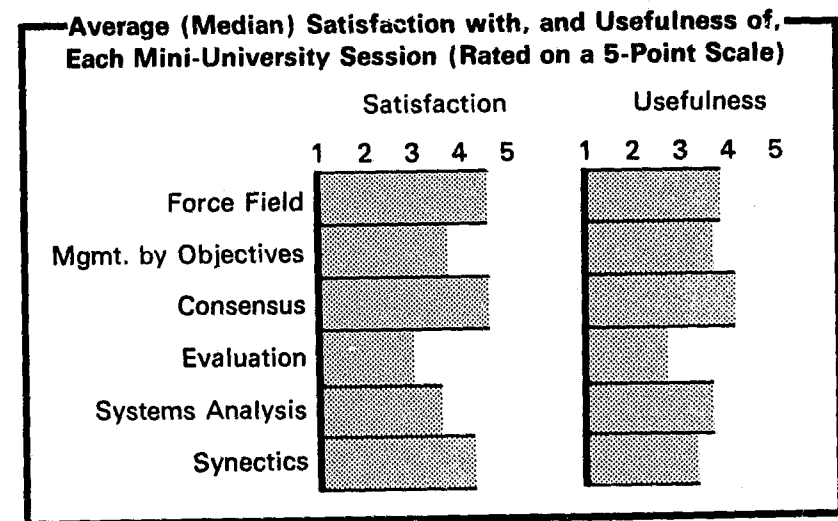 Average (Median) Satisfaction with, and Usefulness of,
Each Mini-University Session (Rated on a 5-Point Scale)
Satisfaction Usefulness
1 2 3 4 5 1 2 3 4 5
Force Field
Mgmt. by Objectives
Consensus
Evaluation
Systems Analysis
Synectics